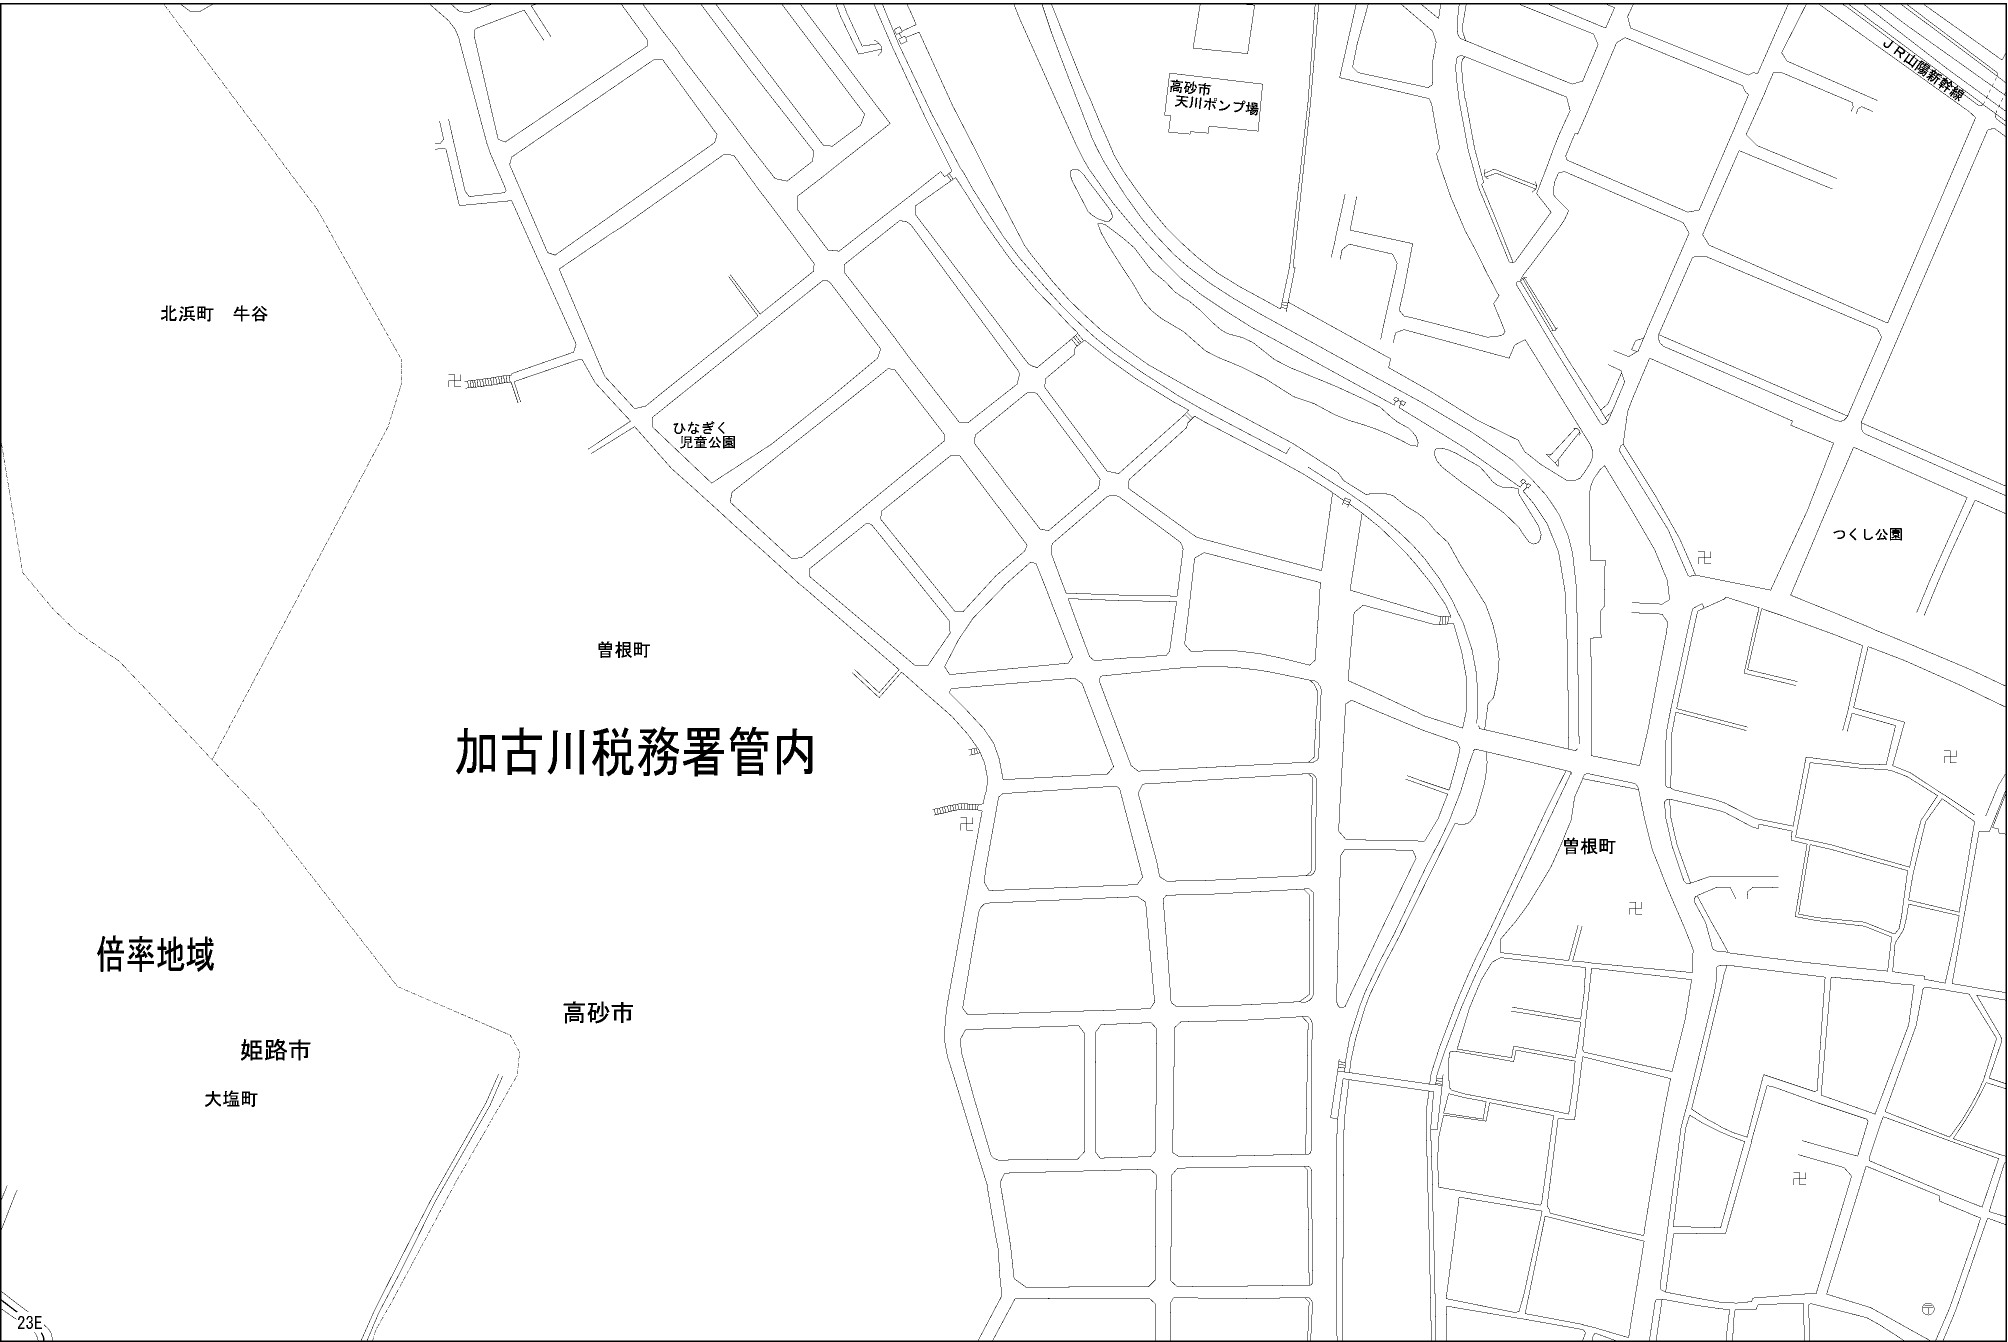 JR山陽新幹線
高砂市
天川ポンプ場
北浜町　牛谷
ひなぎく
児童公園
つくし公園
曽根町
加古川税務署管内
曽根町
倍率地域
高砂市
姫路市
大塩町
23E